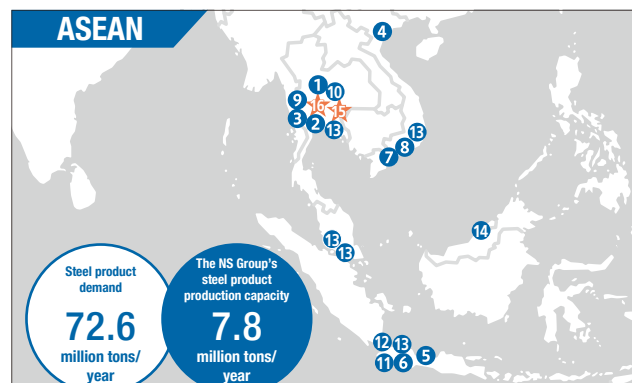 ASEAN
4
1
10
9
16
15
3
2
13
13
8
7
14
13
13
Steel product
demand
72.6
million tons/
year
The NS Group's
steel product
production capacity
7.8
million tons/
year
12
13
5
11
6